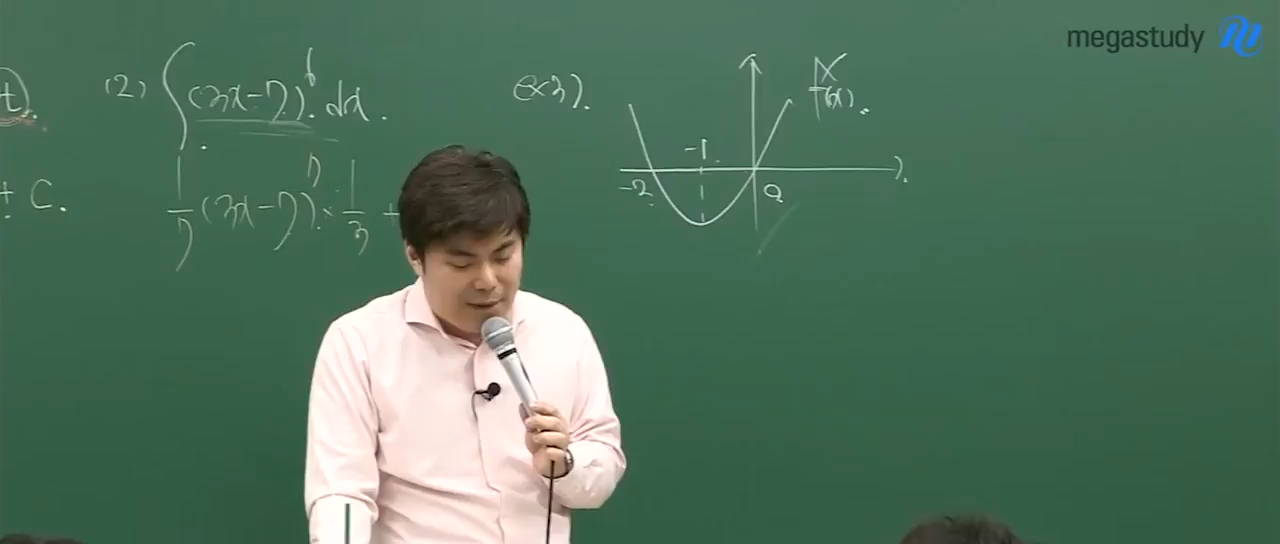 megastudy
t).
(2) ∫(3x-7)⁶ dx.
ex3).
+ C.
1/7 (3x-7)⁷ · 1/3 +
-1
-2
0